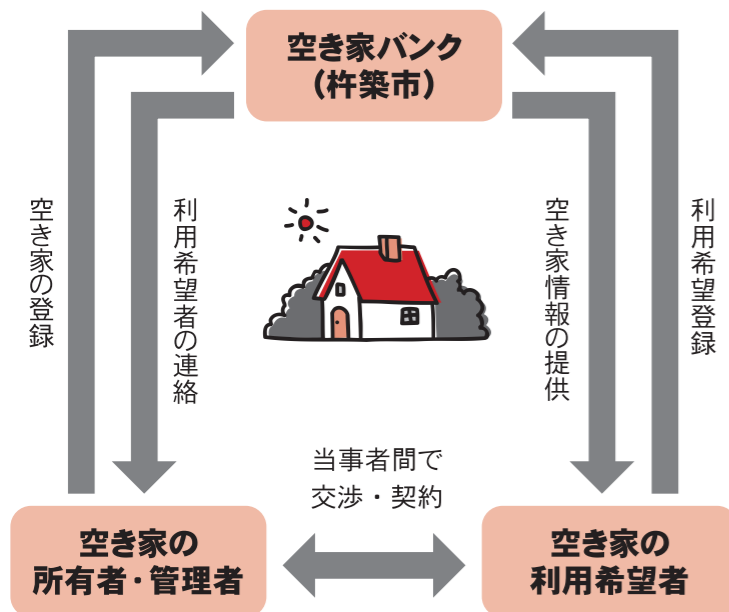 空き家バンク
(杵築市)
空き家の登録
利用希望者の連絡
空き家情報の提供
利用希望登録
当事者間で
交渉・契約
空き家の
所有者・管理者
空き家の
利用希望者